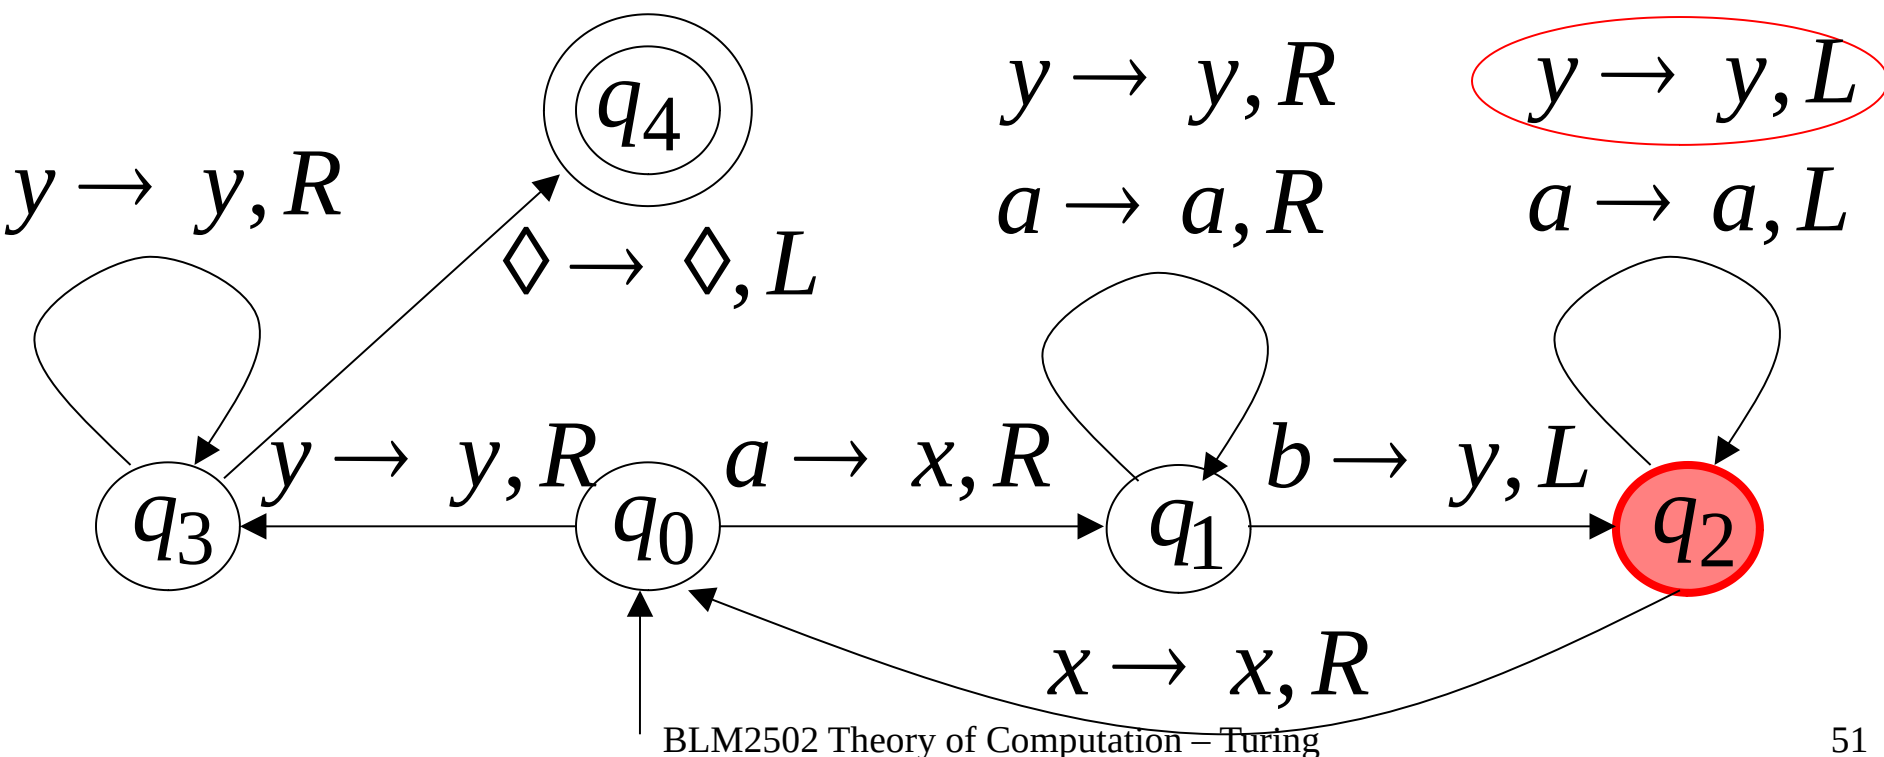 q4
y → y, R
y → y, L
y → y, R
a → a, R
a → a, L
◊ → ◊, L
y → y, R
a → x, R
b → y, L
q3
q0
q1
q2
x → x, R
BLM2502 Theory of Computation – Turing
51